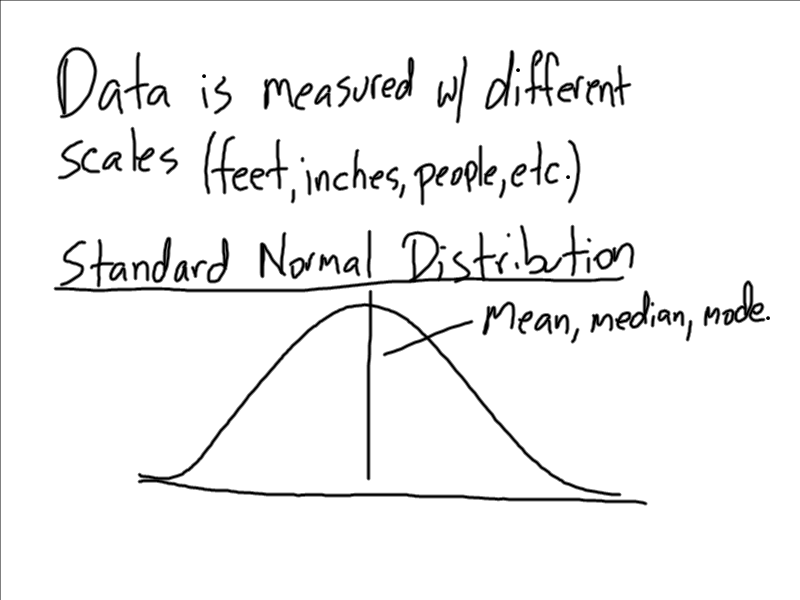 Data is measured w/ different
scales (feet, inches, people, etc.)
Standard Normal Distribution
Mean, median, mode.